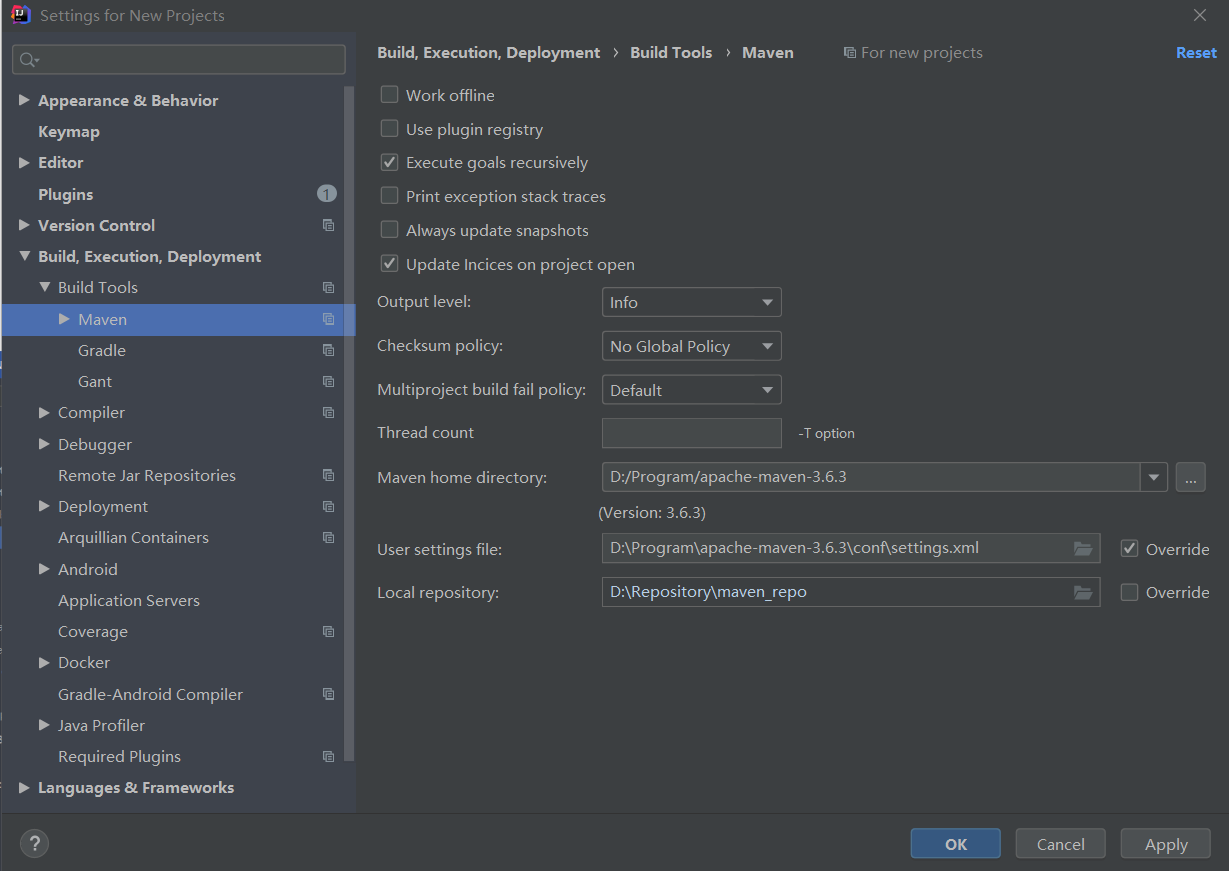 Settings for New Projects
Appearance & Behavior
Keymap
Editor
Plugins 1
Version Control
Build, Execution, Deployment
Build Tools
Maven
Gradle
Gant
Compiler
Debugger
Remote Jar Repositories
Deployment
Arquillian Containers
Android
Application Servers
Coverage
Docker
Gradle-Android Compiler
Java Profiler
Required Plugins
Languages & Frameworks
Build, Execution, Deployment › Build Tools › Maven For new projects Reset
Work offline
Use plugin registry
Execute goals recursively
Print exception stack traces
Always update snapshots
Update Incices on project open
Output level: Info
Checksum policy: No Global Policy
Multiproject build fail policy: Default
Thread count -T option
Maven home directory: D:/Program/apache-maven-3.6.3 ...
(Version: 3.6.3)
User settings file: D:\Program\apache-maven-3.6.3\conf\settings.xml Override
Local repository: D:\Repository\maven_repo Override
? OK Cancel Apply